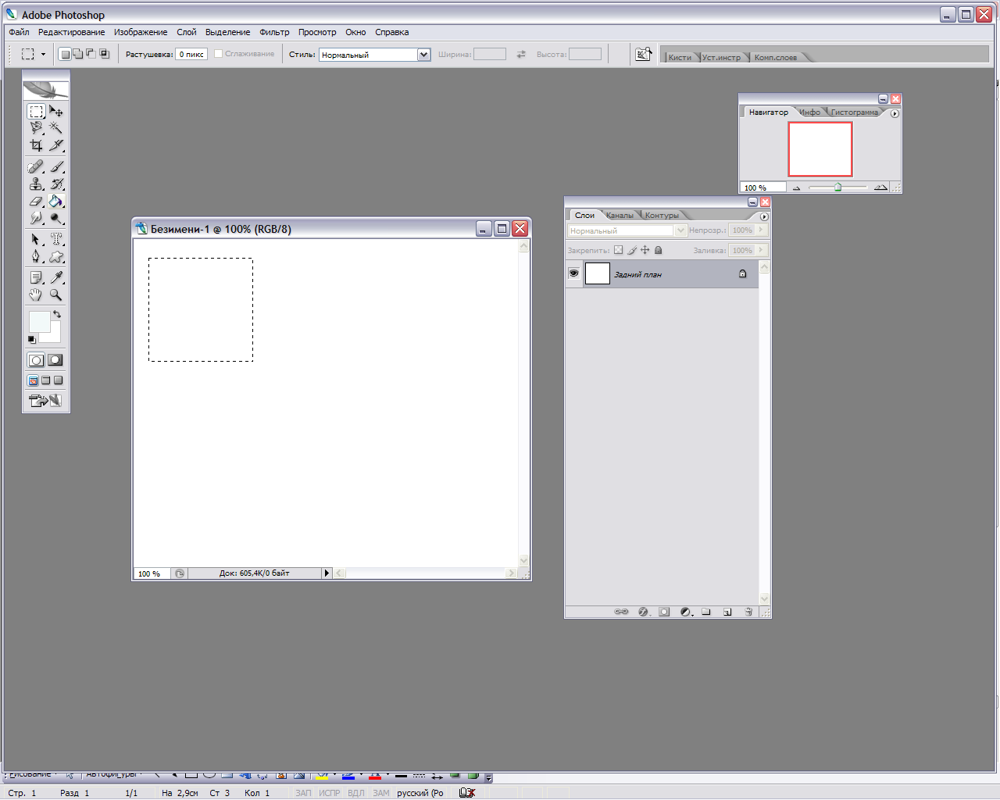 Adobe Photoshop
Файл Редактирование Изображение Слой Выделение Фильтр Просмотр Окно Справка
Растушевка: 0 пикс Сглаживание Стиль: Нормальный Ширина: Высота: Кисти Уст.инстр Комп.слоев
Навигатор Инфо Гистограмма
100 %
Слои Каналы Контуры
Нормальный Непрозр.: 100%
Закрепить: Заливка: 100%
Задний план
Безимени-1 @ 100% (RGB/8)
100 % Док: 605,4K/0 байт
Рисование Автофигуры
Стр. 1 Разд 1 1/1 На 2,9см Ст 3 Кол 1 ЗАП ИСПР ВДЛ ЗАМ русский (Ро